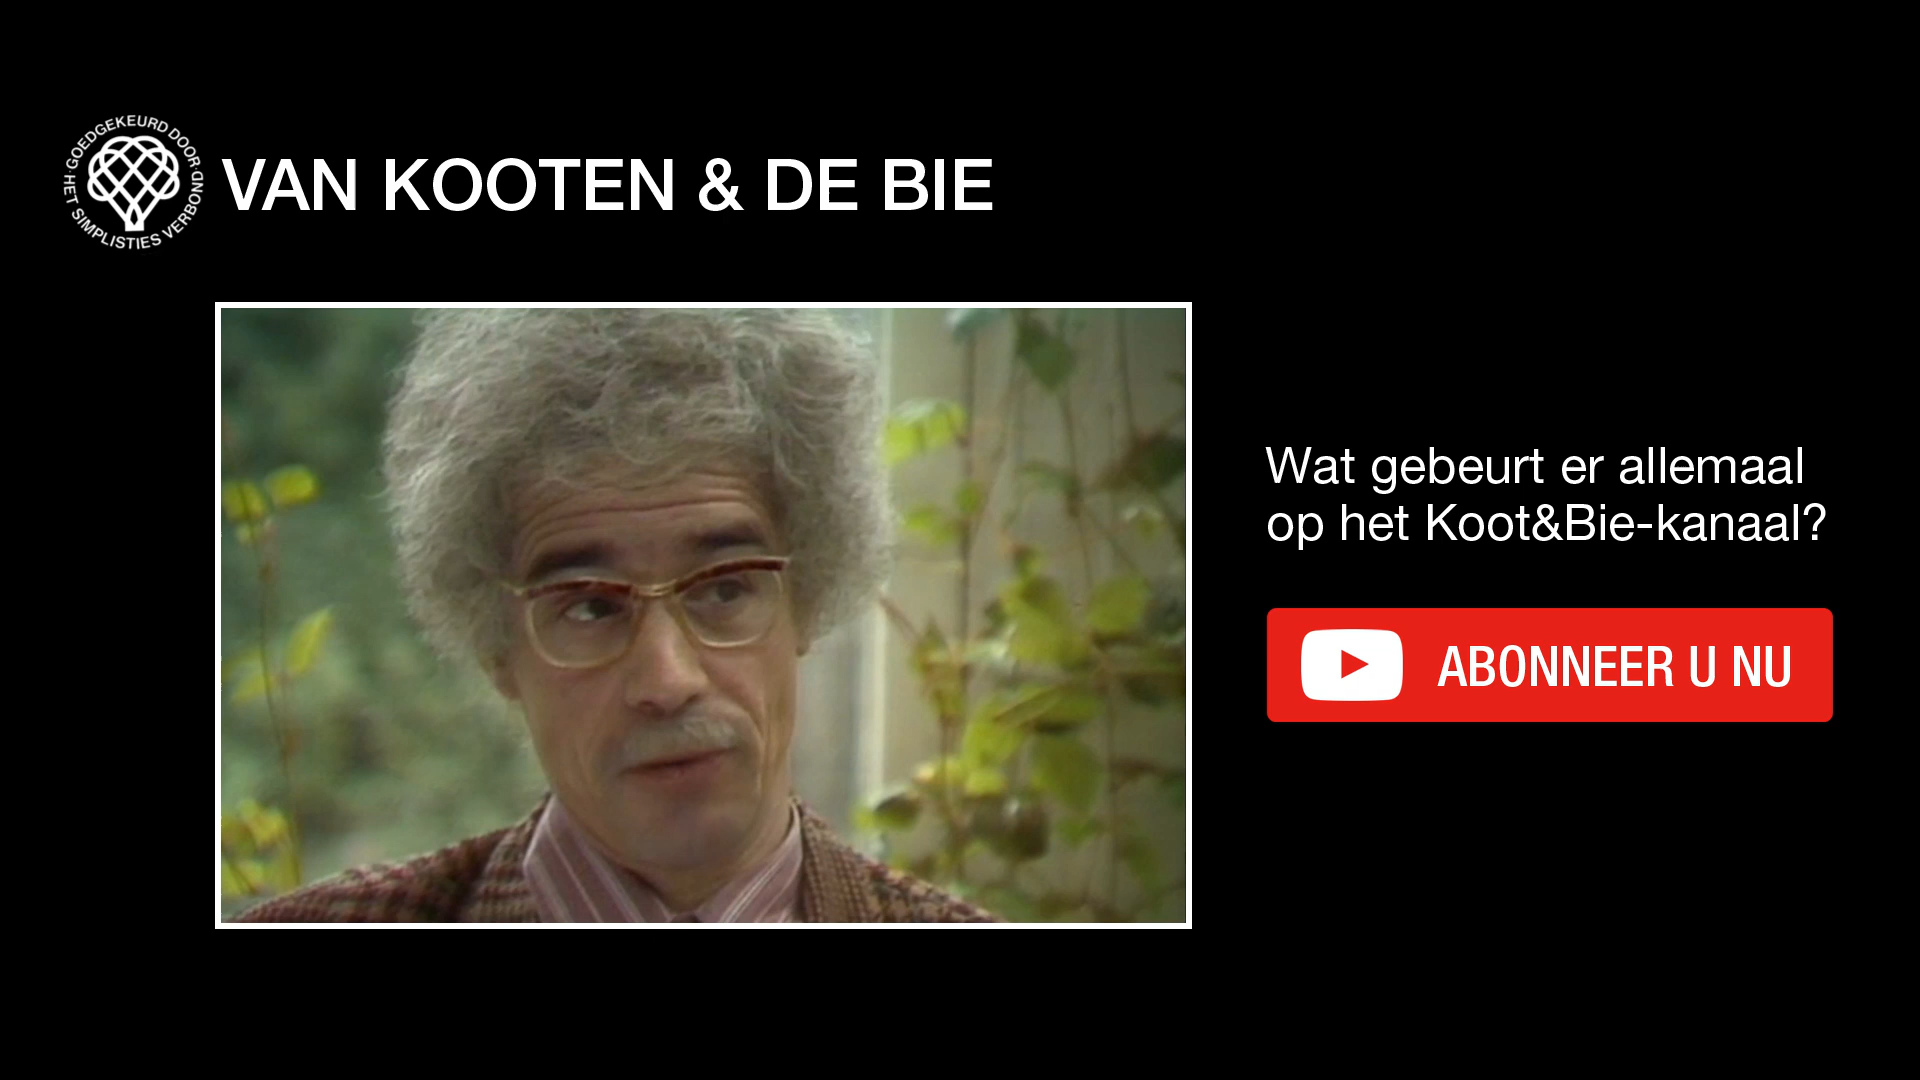 ·GOEDGEKEURD DOOR·
HET SIMPLISTIES VERBOND
VAN KOOTEN & DE BIE
Wat gebeurt er allemaal
op het Koot&Bie-kanaal?
ABONNEER U NU